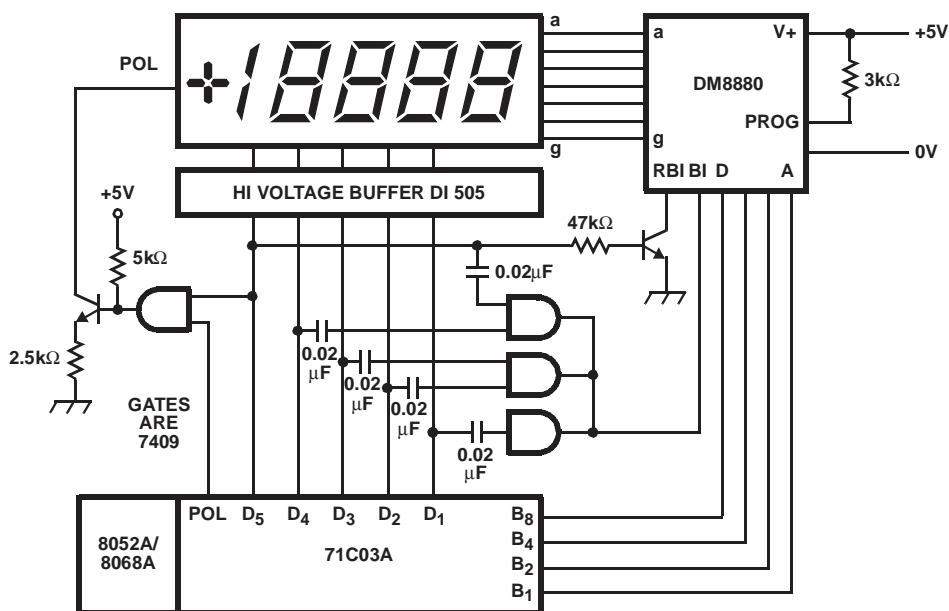 POL
a
a
V+
+5V
DM8880
3kΩ
PROG
g
g
0V
RBI BI D A
HI VOLTAGE BUFFER DI 505
+5V
47kΩ
5kΩ
0.02μF
2.5kΩ
0.02
μF
0.02
μF
0.02
μF
0.02
μF
GATES
ARE
7409
POL D5 D4 D3 D2 D1
B8
B4
B2
B1
8052A/
8068A
71C03A
+18888